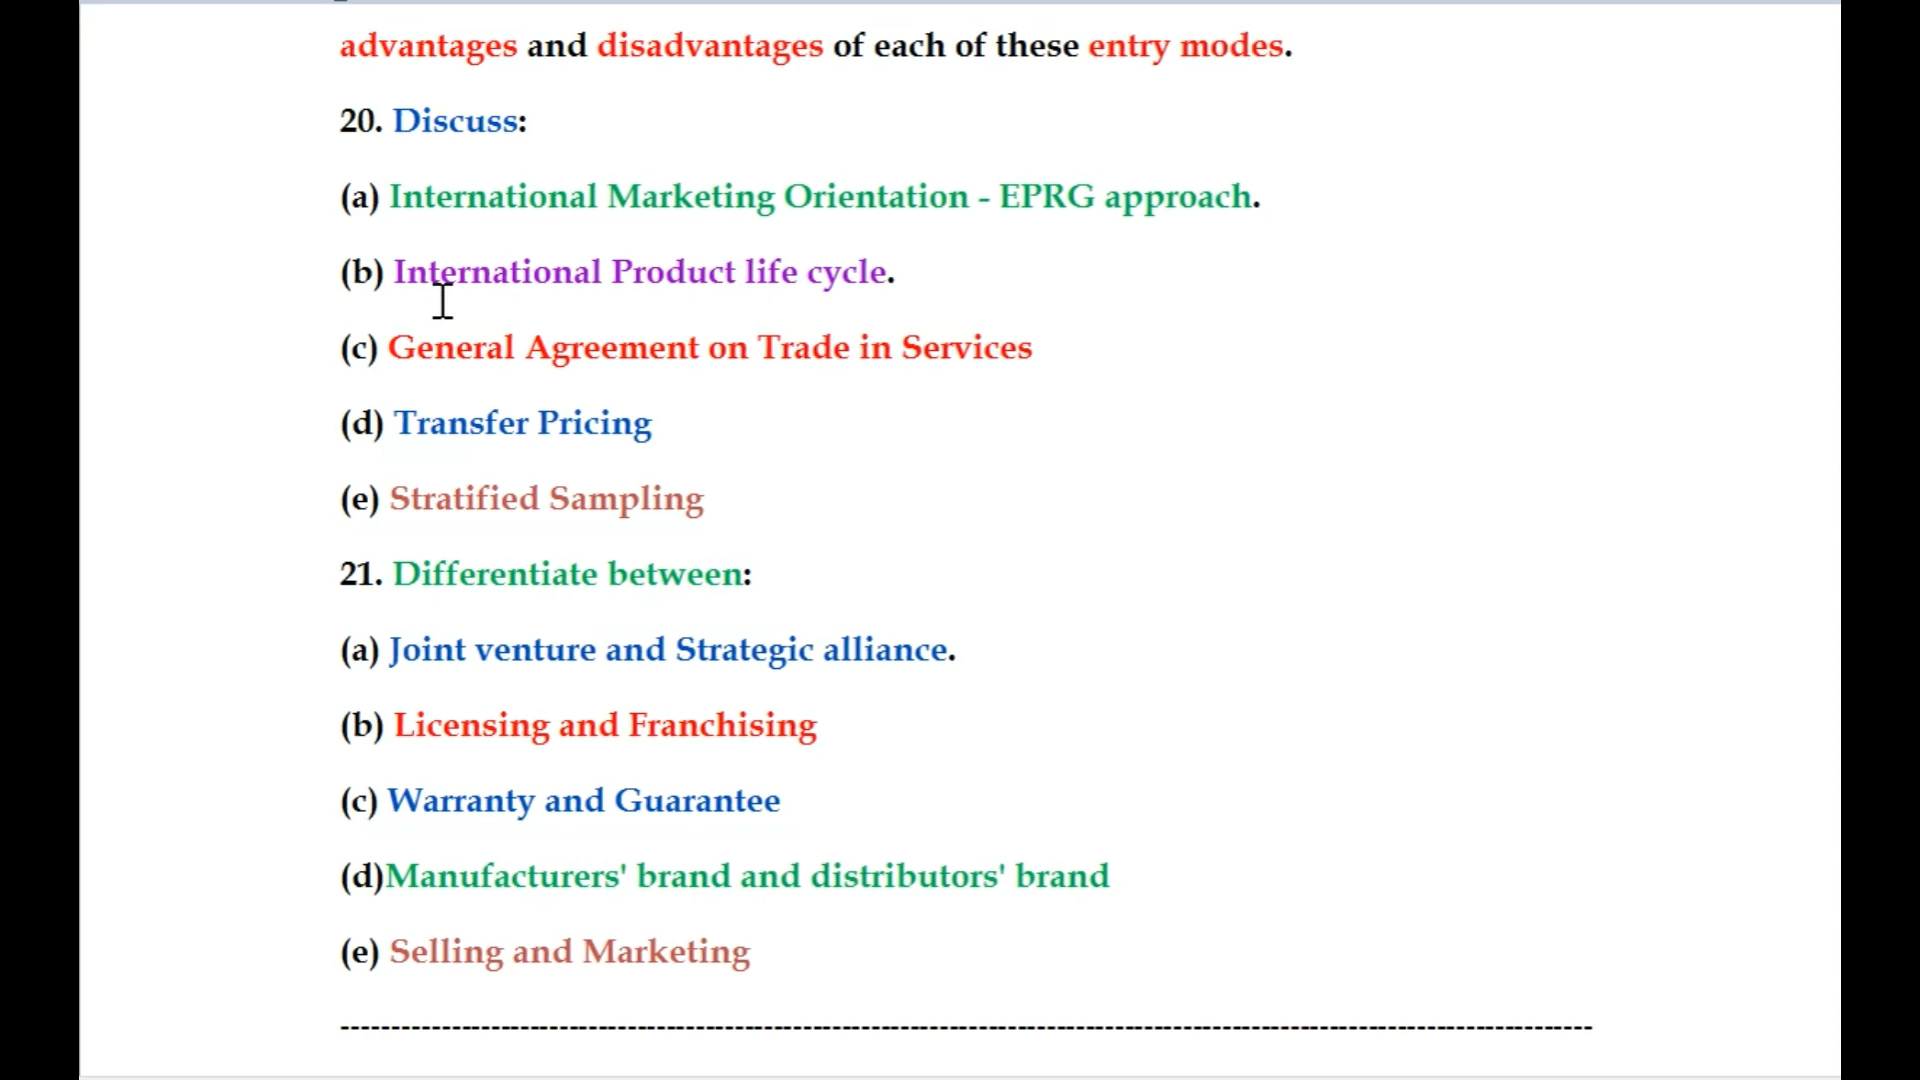 advantages and disadvantages of each of these entry modes.
20. Discuss:
(a) International Marketing Orientation - EPRG approach.
(b) International Product life cycle.
(c) General Agreement on Trade in Services
(d) Transfer Pricing
(e) Stratified Sampling
21. Differentiate between:
(a) Joint venture and Strategic alliance.
(b) Licensing and Franchising
(c) Warranty and Guarantee
(d)Manufacturers' brand and distributors' brand
(e) Selling and Marketing